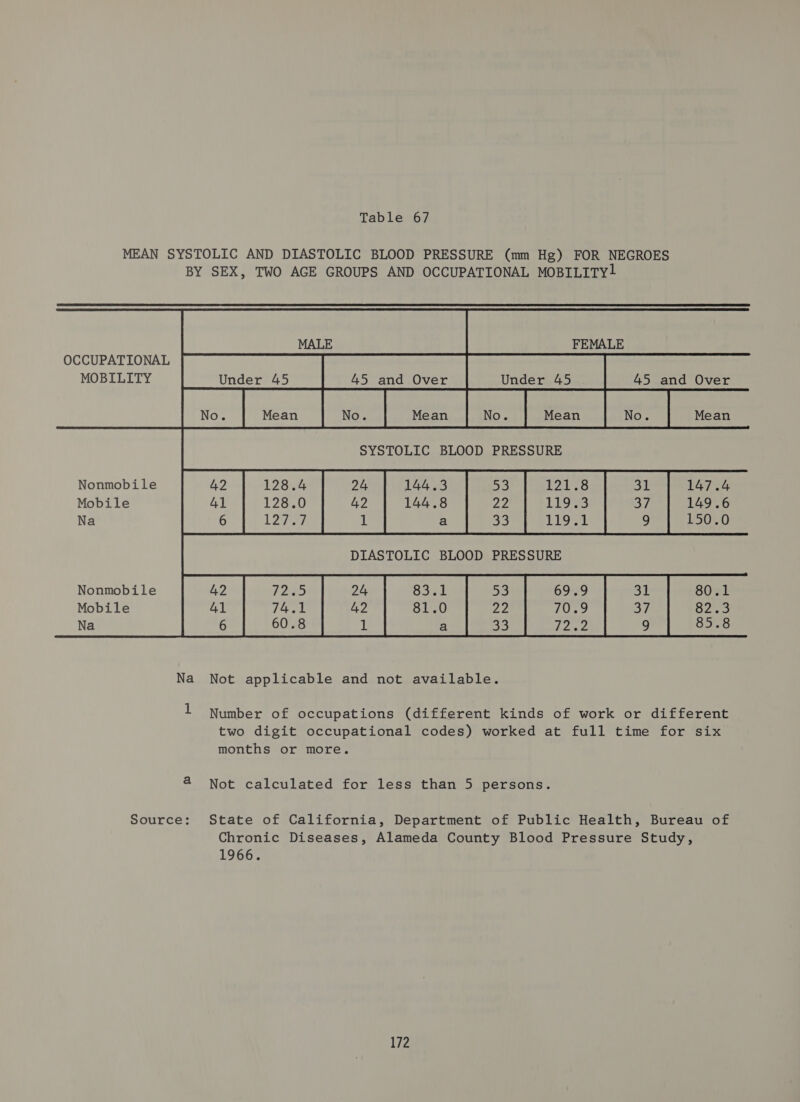 Table 67
MEAN SYSTOLIC AND DIASTOLIC BLOOD PRESSURE (mm Hg) FOR NEGROES
BY SEX, TWO AGE GROUPS AND OCCUPATIONAL MOBILITY1
MALE FEMALE
OCCUPATIONAL
MOBILITY Under 45 45 and Over Under 45 45 and Over
No. Mean No. Mean No. Mean No. Mean
SYSTOLIC BLOOD PRESSURE
Nonmobile 42 128.4 24 144.3 53 121.8 31 147.4
Mobile 41 128.0 42 144.8 22 119.3 37 149.6
Na 6 127.7 1 a 33 119.1 9 150.0
DIASTOLIC BLOOD PRESSURE
Nonmobile 42 72.5 24 83.1 53 69.9 31 80.1
Mobile 41 74.1 42 81.0 22 70.9 37 82.3
Na 6 60.8 1 a 33 72.2 9 85.8
Na Not applicable and not available.
1 Number of occupations (different kinds of work or different
two digit occupational codes) worked at full time for six
months or more.
a Not calculated for less than 5 persons.
Source: State of California, Department of Public Health, Bureau of
Chronic Diseases, Alameda County Blood Pressure Study,
1966.
172